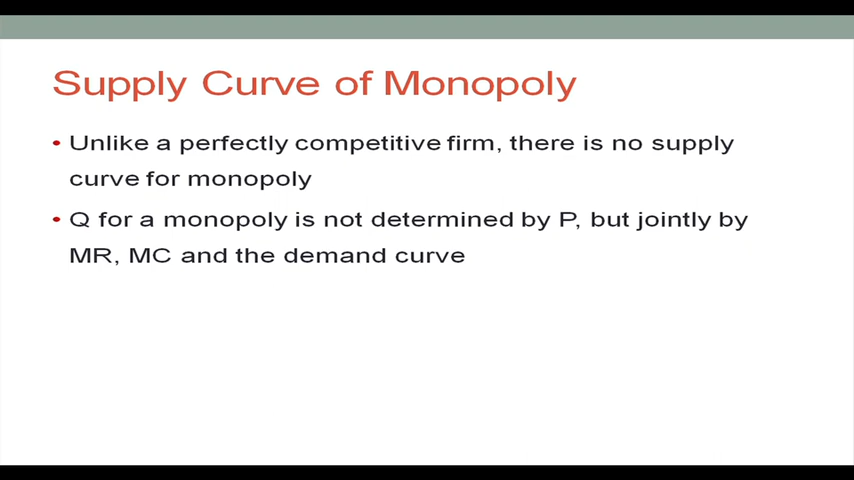 Supply Curve of Monopoly
• Unlike a perfectly competitive firm, there is no supply
curve for monopoly
• Q for a monopoly is not determined by P, but jointly by
MR, MC and the demand curve